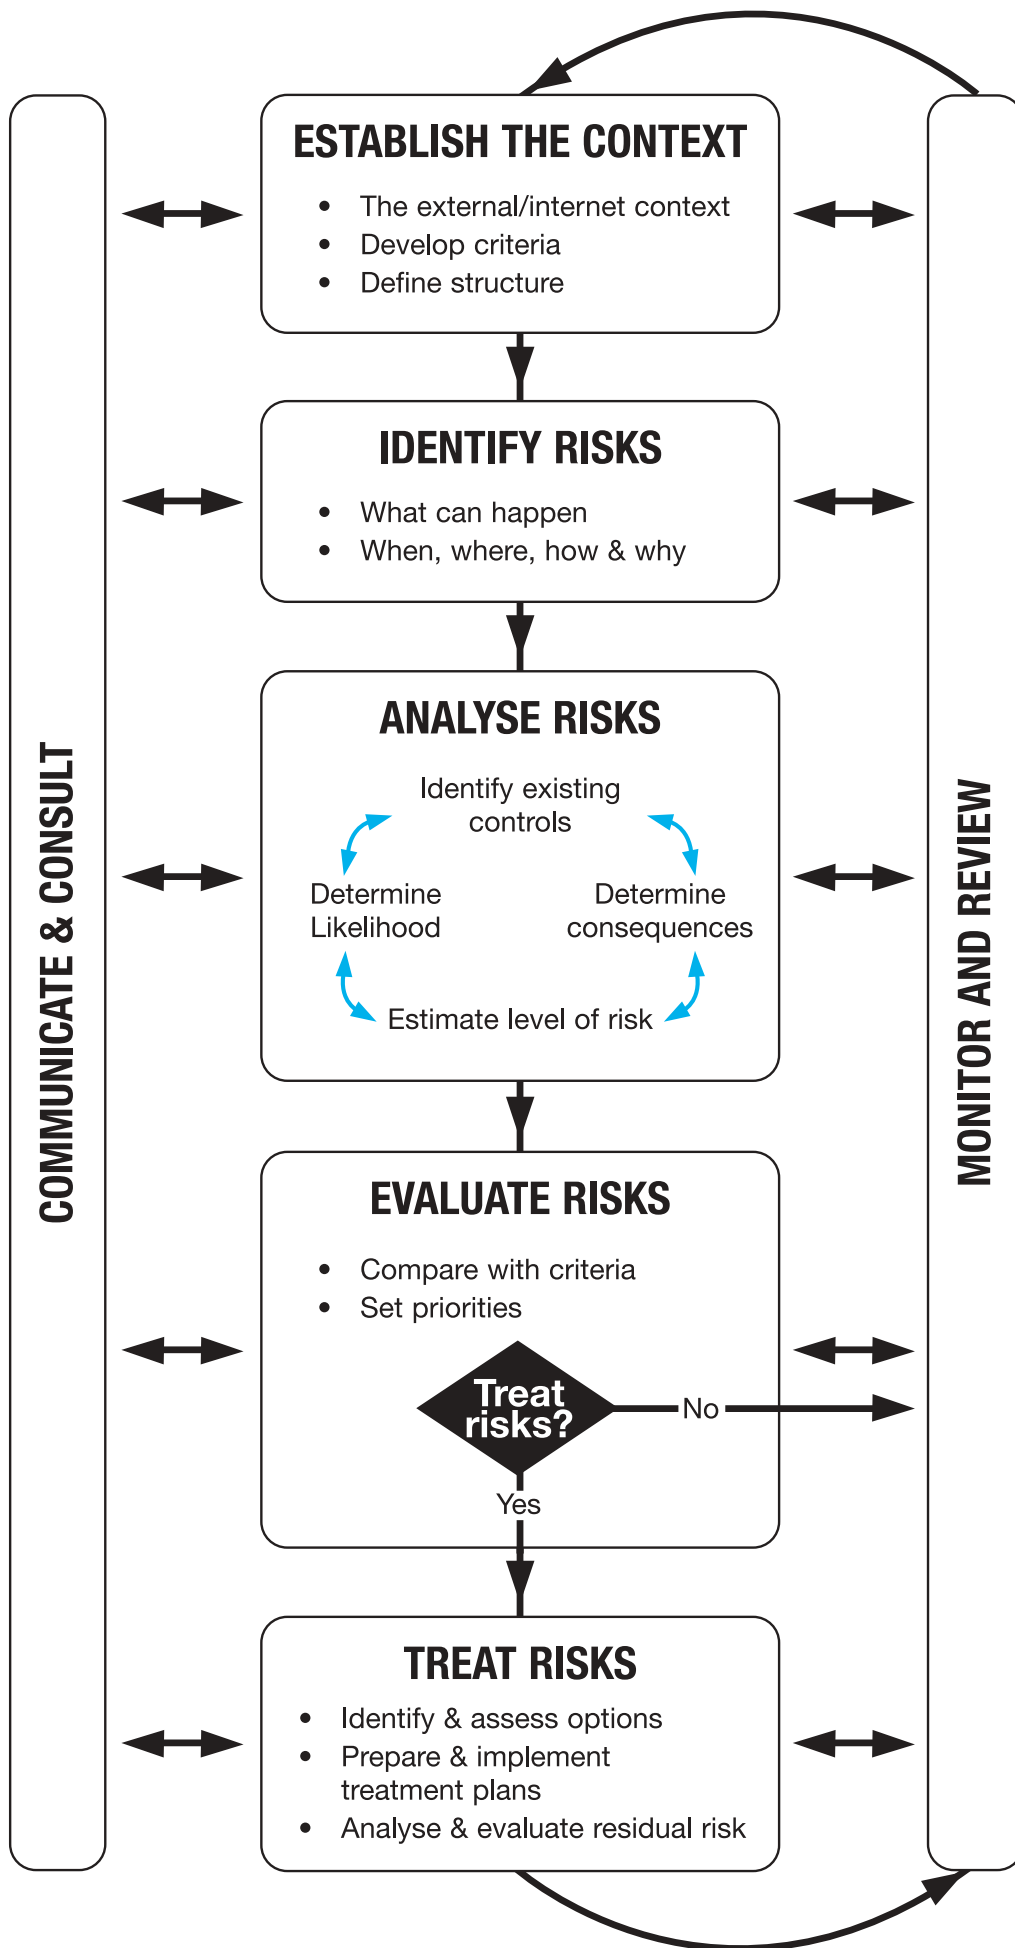 ESTABLISH THE CONTEXT
• The external/internet context
• Develop criteria
• Define structure
IDENTIFY RISKS
• What can happen
• When, where, how & why
ANALYSE RISKS
Identify existing
controls
Determine
Likelihood
Determine
consequences
Estimate level of risk
EVALUATE RISKS
• Compare with criteria
• Set priorities
Treat
risks?
No
Yes
TREAT RISKS
• Identify & assess options
• Prepare & implement
treatment plans
• Analyse & evaluate residual risk
COMMUNICATE & CONSULT
MONITOR AND REVIEW